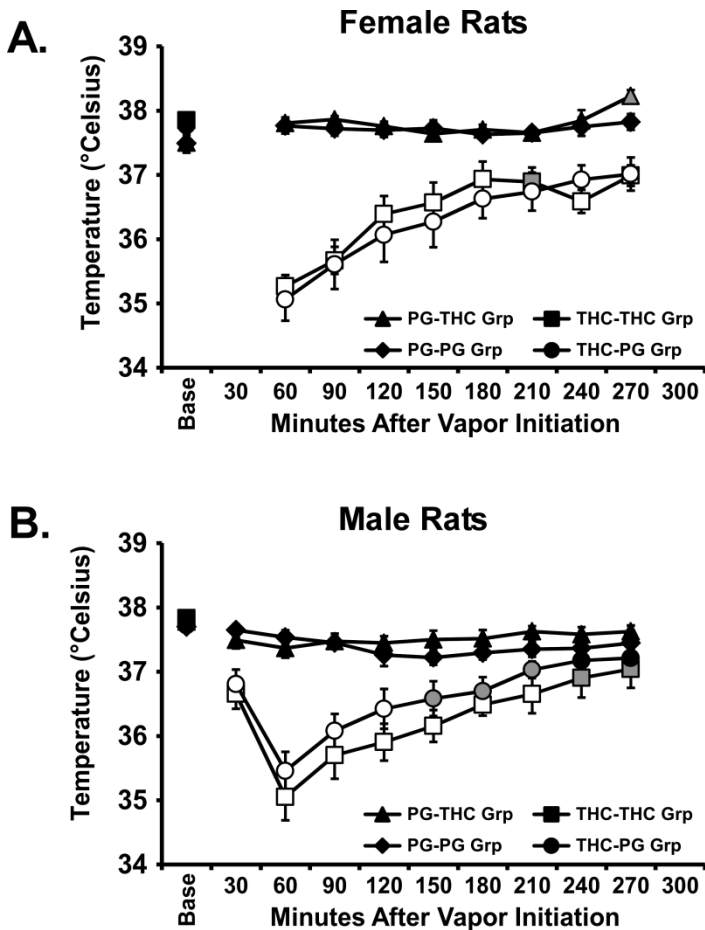 A.
Female Rats
Temperature (°Celsius)
39
38
37
36
35
34
PG-THC Grp THC-THC Grp
PG-PG Grp THC-PG Grp
Base 30 60 90 120 150 180 210 240 270 300
Minutes After Vapor Initiation
B.
Male Rats
Temperature (°Celsius)
39
38
37
36
35
34
PG-THC Grp THC-THC Grp
PG-PG Grp THC-PG Grp
Base 30 60 90 120 150 180 210 240 270 300
Minutes After Vapor Initiation